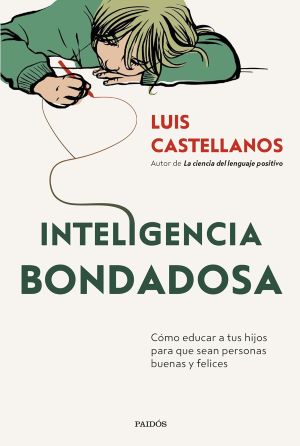 LUIS
CASTELLANOS
Autor de La ciencia del lenguaje positivo
INTELIGENCIA
BONDADOSA
Cómo educar a tus hijos
para que sean personas
buenas y felices
PAIDÓS